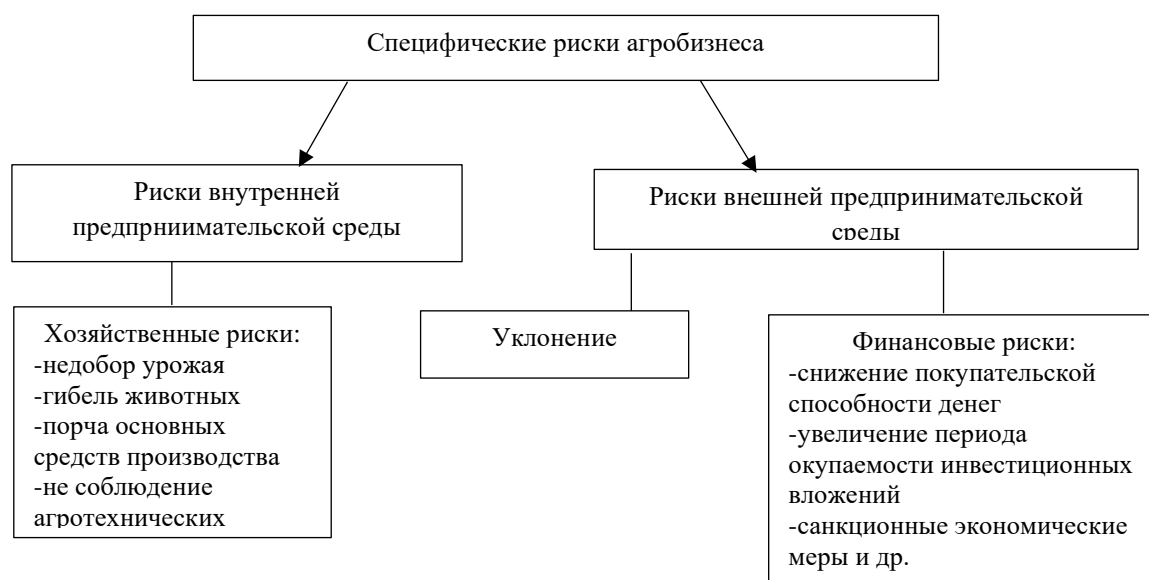 Специфические риски агробизнеса
Риски внутренней
предпрниимательской среды
Риски внешней предпринимательской
среды
Хозяйственные риски:
-недобор урожая
-гибель животных
-порча основных
средств производства
-не соблюдение
агротехнических
Уклонение
Финансовые риски:
-снижение покупательской
способности денег
-увеличение периода
окупаемости инвестиционных
вложений
-санкционные экономические
меры и др.